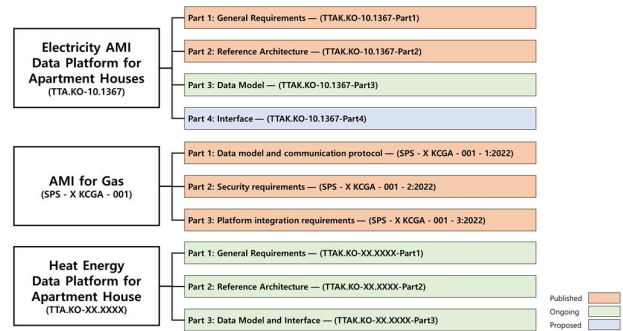 Electricity AMI
Data Platform for
Apartment Houses
(TTA.KO-10.1367)
Part 1: General Requirements — (TTAK.KO-10.1367-Part1)
Part 2: Reference Architecture — (TTAK.KO-10.1367-Part2)
Part 3: Data Model — (TTAK.KO-10.1367-Part3)
Part 4: Interface — (TTAK.KO-10.1367-Part4)
AMI for Gas
(SPS - X KCGA - 001)
Part 1: Data model and communication protocol — (SPS - X KCGA - 001 - 1:2022)
Part 2: Security requirements — (SPS - X KCGA - 001 - 2:2022)
Part 3: Platform integration requirements — (SPS - X KCGA - 001 - 3:2022)
Heat Energy
Data Platform for
Apartment House
(TTA.KO-XX.XXXX)
Part 1: General Requirements — (TTAK.KO-XX.XXXX-Part1)
Part 2: Reference Architecture — (TTAK.KO-XX.XXXX-Part2)
Part 3: Data Model and Interface — (TTAK.KO-XX.XXXX-Part3)
Published
Ongoing
Proposed